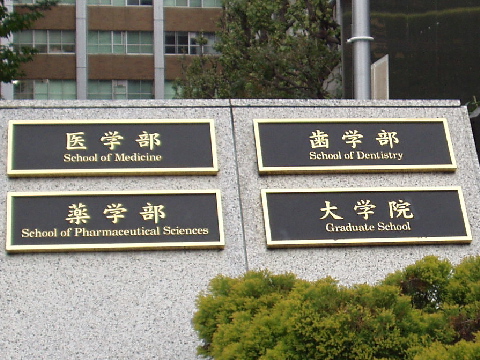 医学部
School of Medicine
歯学部
School of Dentistry
薬学部
School of Pharmaceutical Sciences
大学院
Graduate School